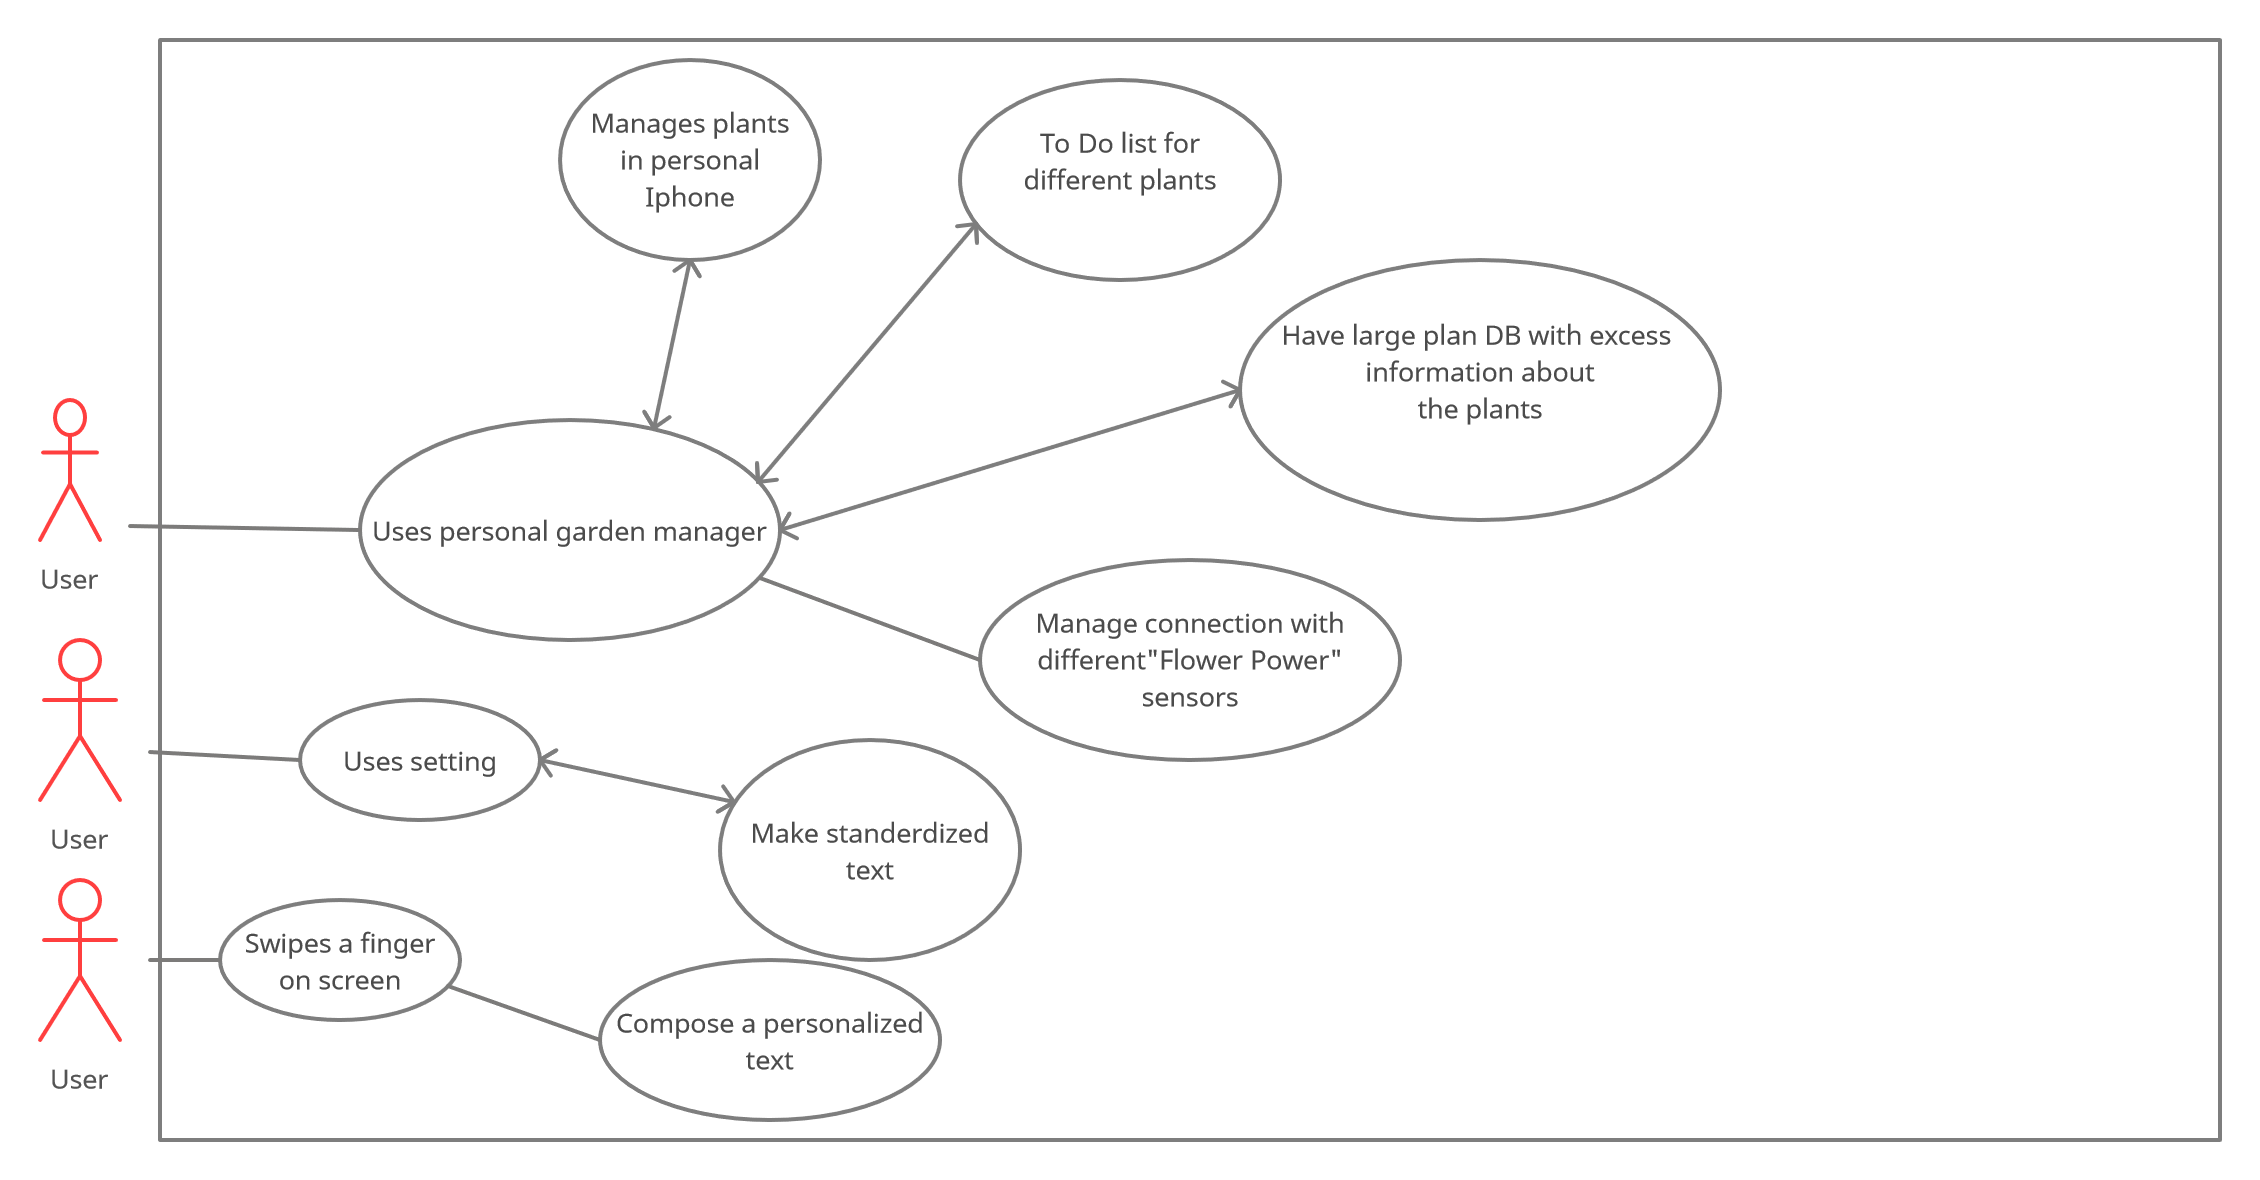 Manages plants
in personal
Iphone
To Do list for
different plants
Have large plan DB with excess
information about
the plants
Uses personal garden manager
User
Manage connection with
different"Flower Power"
sensors
Uses setting
User
Make standerdized
text
Swipes a finger
on screen
Compose a personalized
text
User